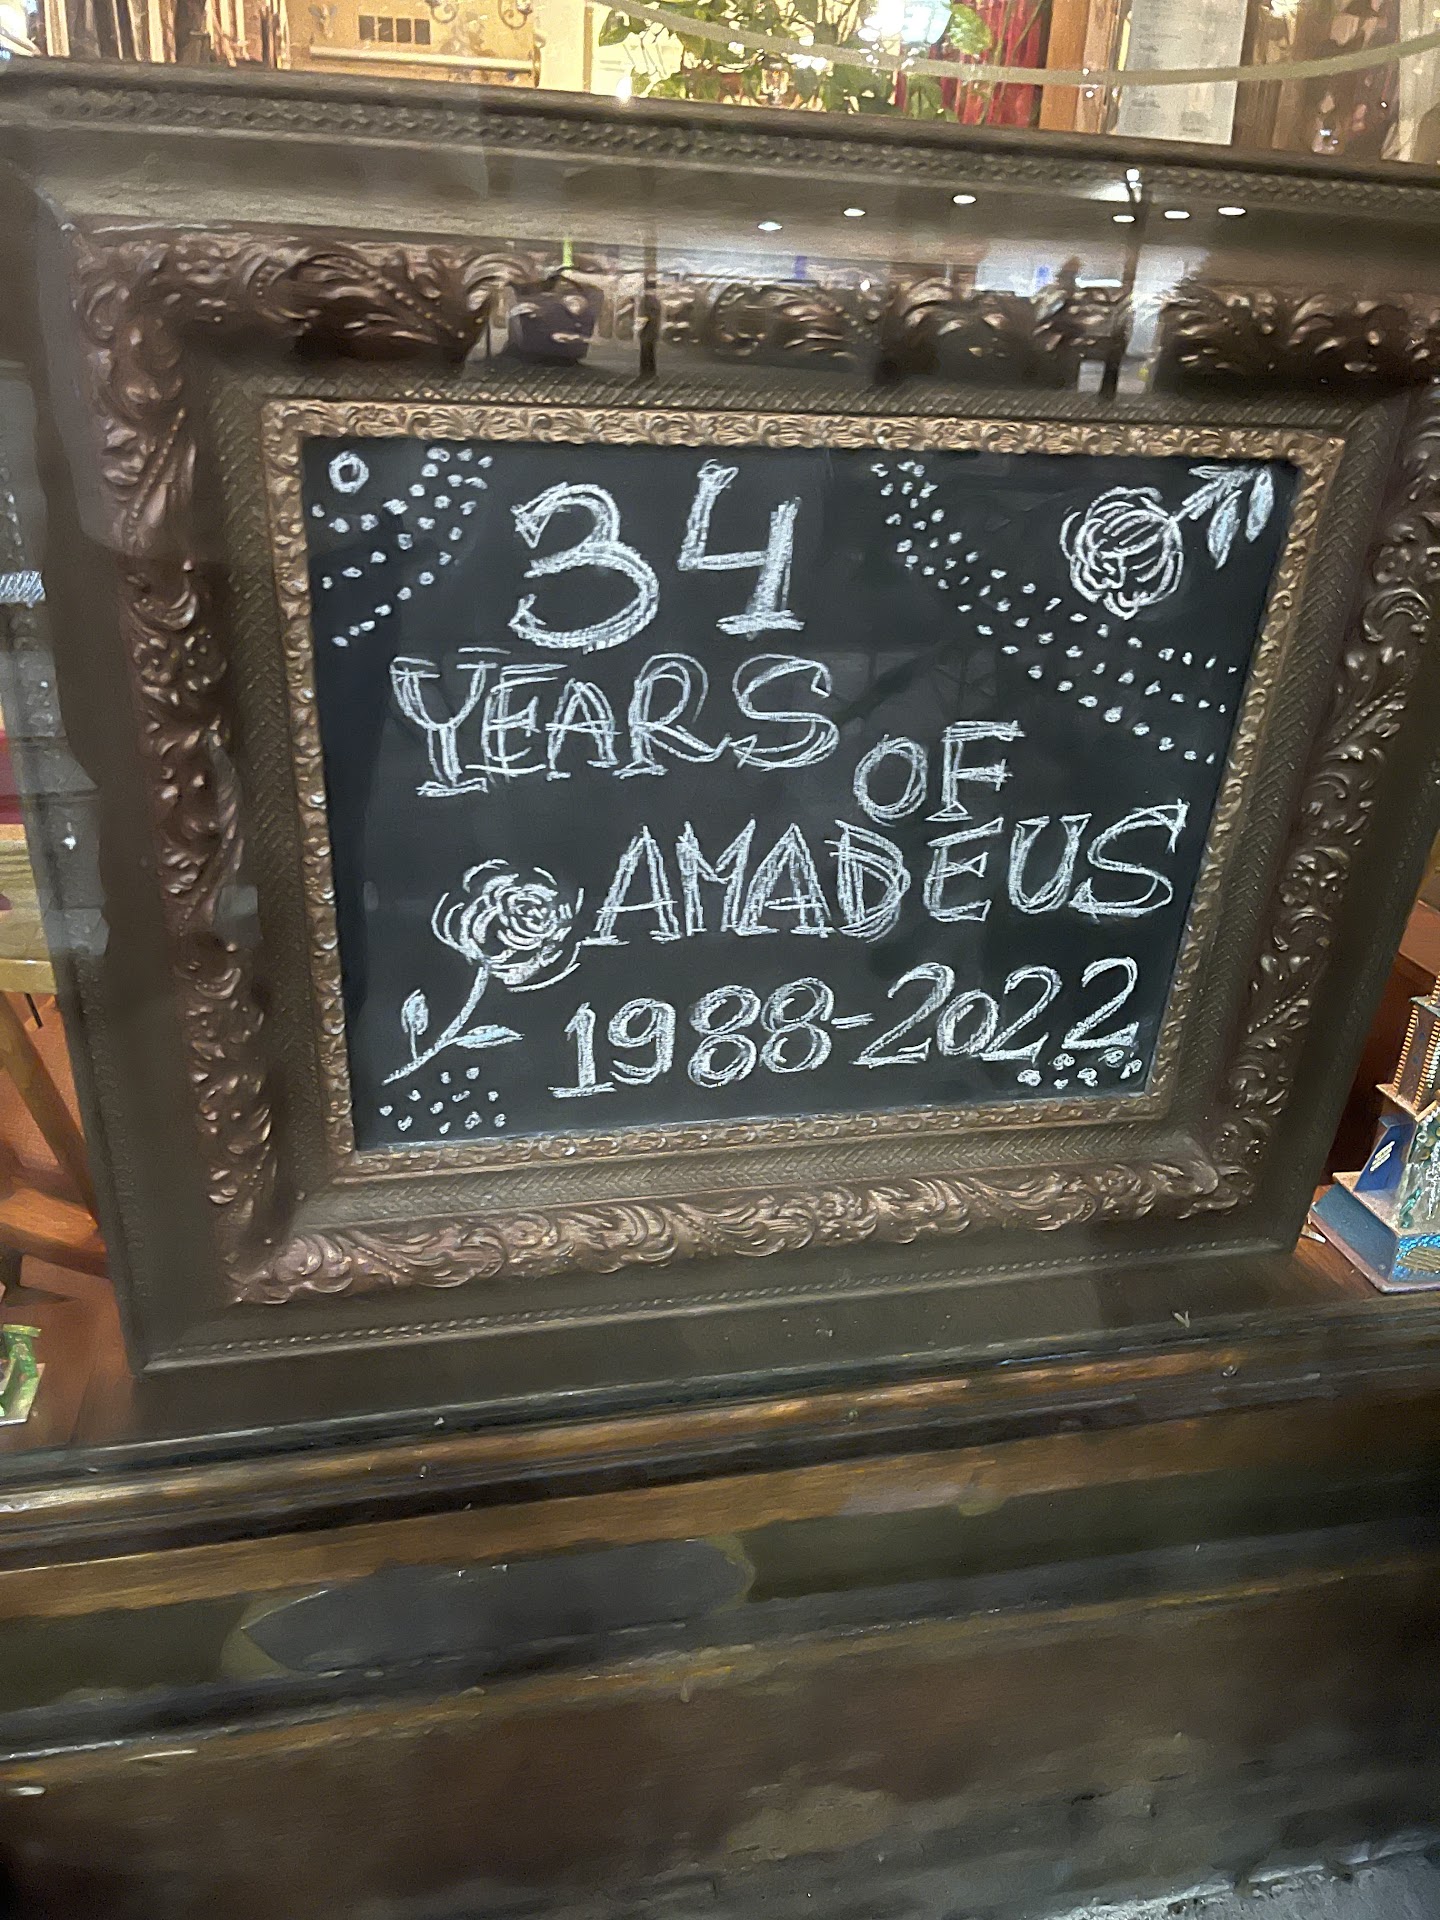 34
YEARS
OF
AMADEUS
1988-2022